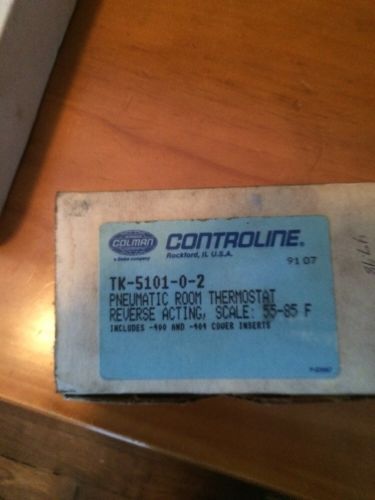 COLMAN
CONTROLINE®
Rockford, IL U.S.A.
91 07
TK-5101-0-2
PNEUMATIC ROOM THERMOSTAT
REVERSE ACTING, SCALE: 55-85 F
INCLUDES -400 AND -404 COVER INSERTS